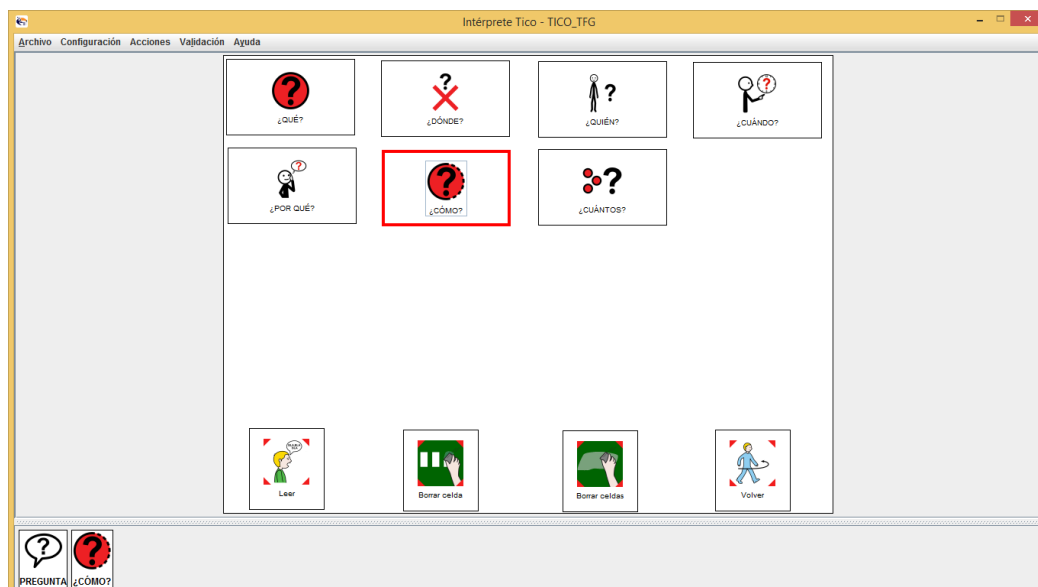 Intérprete Tico - TICO_TFG
Archivo Configuración Acciones Validación Ayuda
¿QUÉ? ¿DÓNDE? ¿QUIÉN? ¿CUÁNDO?
¿POR QUÉ? ¿CÓMO? ¿CUÁNTOS?
Leer Borrar celda Borrar celdas Volver
PREGUNTA ¿CÓMO?